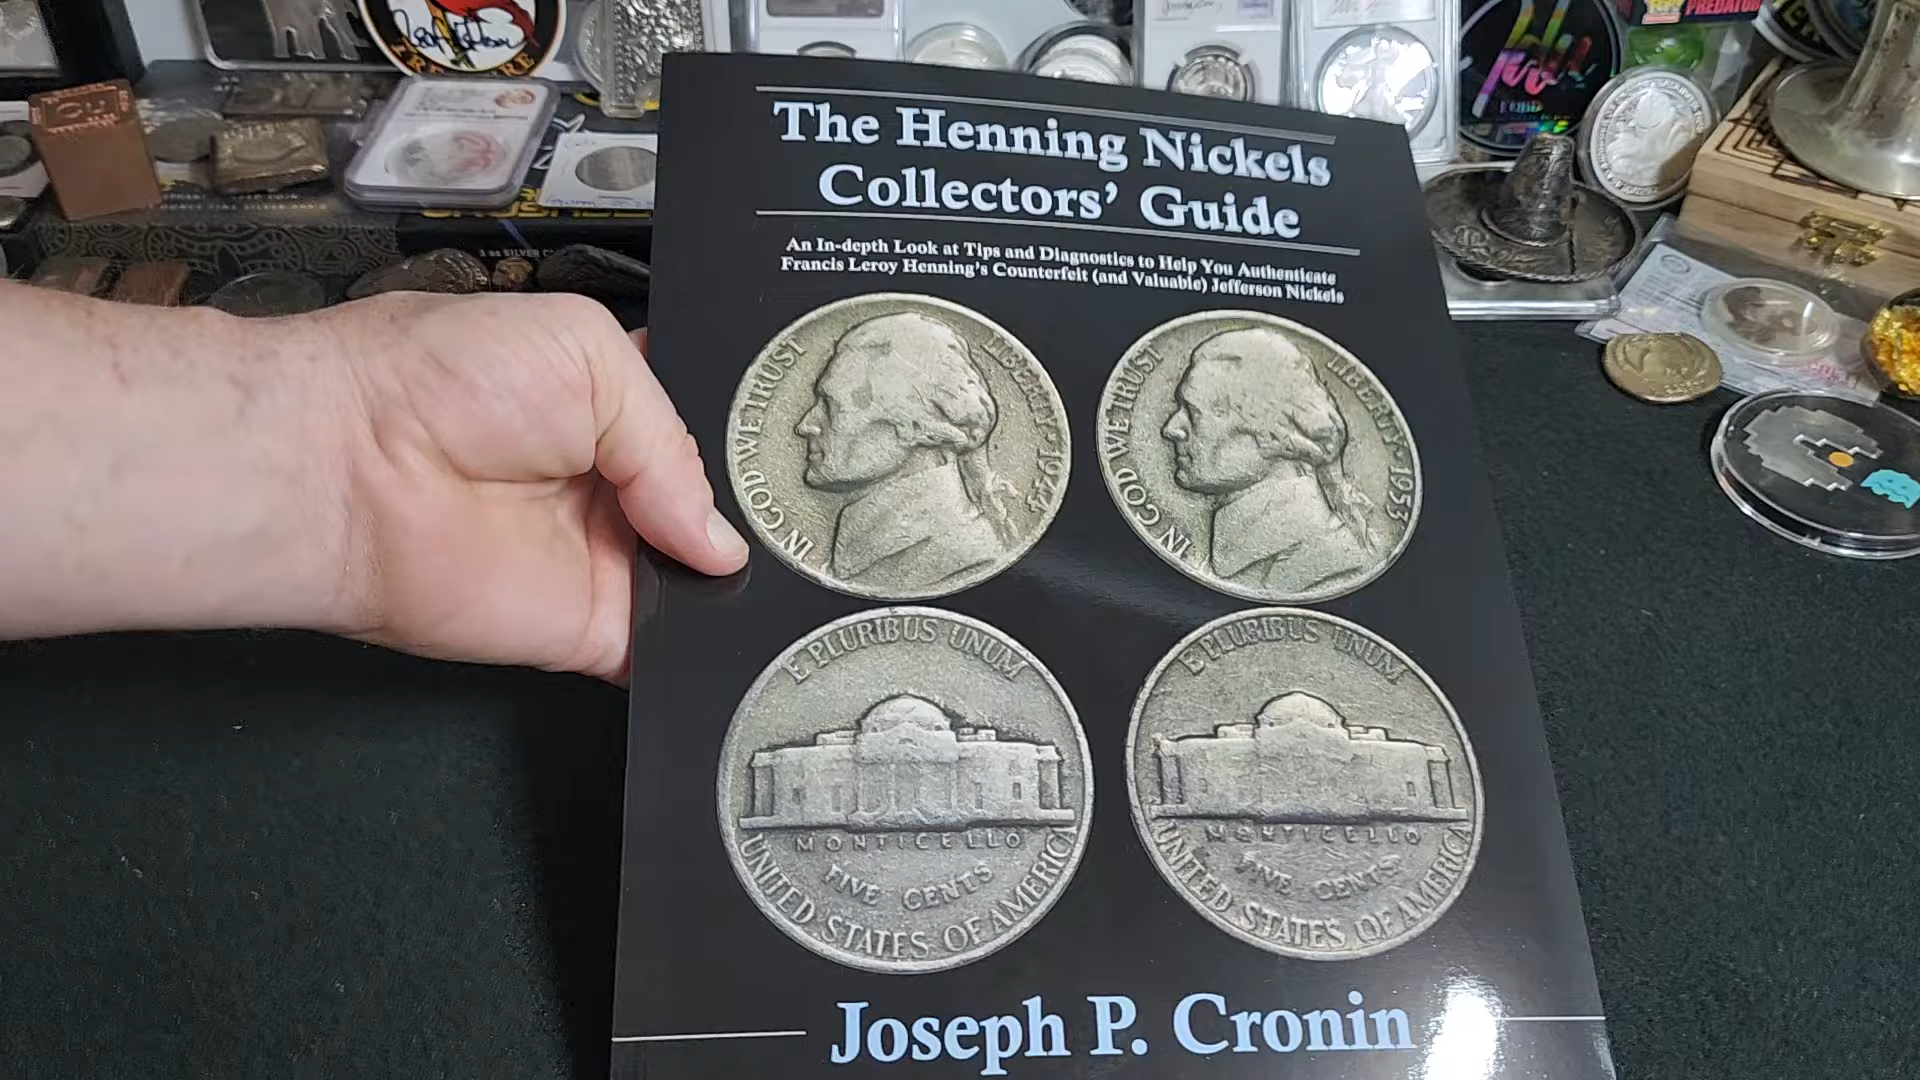 PREDATOR
The Henning Nickels
Collectors’ Guide
An In-depth Look at Tips and Diagnostics to Help You Authenticate
Francis Leroy Henning's Counterfeit (and Valuable) Jefferson Nickels
IN GOD WE TRUST LIBERTY · 1944
IN GOD WE TRUST LIBERTY · 1953
E PLURIBUS UNUM
MONTICELLO
FIVE CENTS
UNITED STATES OF AMERICA
E PLURIBUS UNUM
MONTICELLO
FIVE CENTS
UNITED STATES OF AMERICA
Joseph P. Cronin